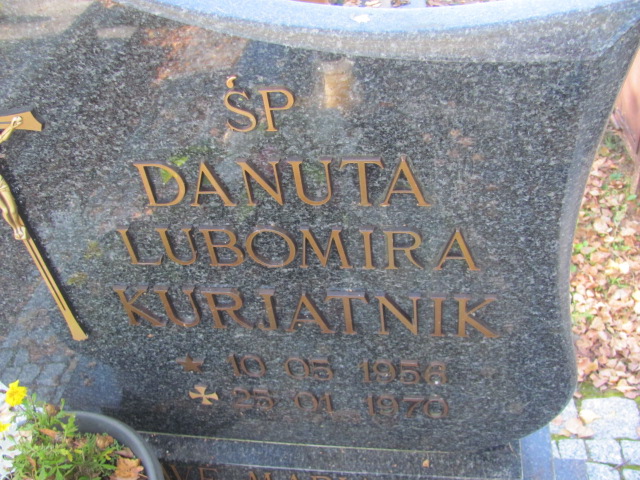 ŚP
DANUTA
LUBOMIRA
KURJATNIK
10 05 1956
25 01 1970